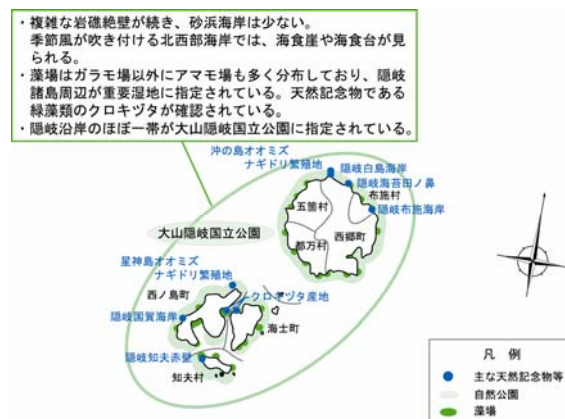 ・複雑な岩礁絶壁が続き、砂浜海岸は少ない。
季節風が吹き付ける北西部海岸では、海食崖や海食台が見
られる。
・藻場はガラモ場以外にアマモ場も多く分布しており、隠岐
諸島周辺が重要湿地に指定されている。天然記念物である
緑藻類のクロキヅタが確認されている。
・隠岐沿岸のほぼ一帯が大山隠岐国立公園に指定されている。
沖の島オオミズ
ナギドリ繁殖地
隠岐白島海岸
隠岐海苔田ノ鼻
布施村
五箇村
隠岐布施海岸
大山隠岐国立公園
都万村
西郷町
星神島オオミズ
ナギドリ繁殖地
西ノ島町
クロキヅタ産地
隠岐国賀海岸
海士町
隠岐知夫赤壁
知夫村
凡 例
主な天然記念物等
自然公園
藻場